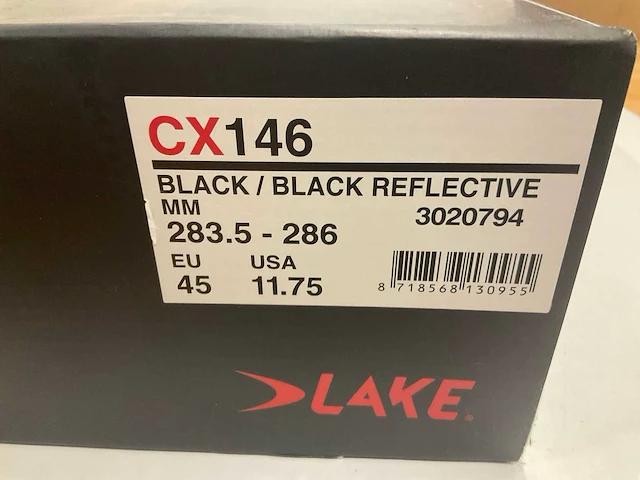 CX146
BLACK / BLACK REFLECTIVE
MM 3020794
283.5 - 286
EU USA
45 11.75
8 718568 130955
LAKE